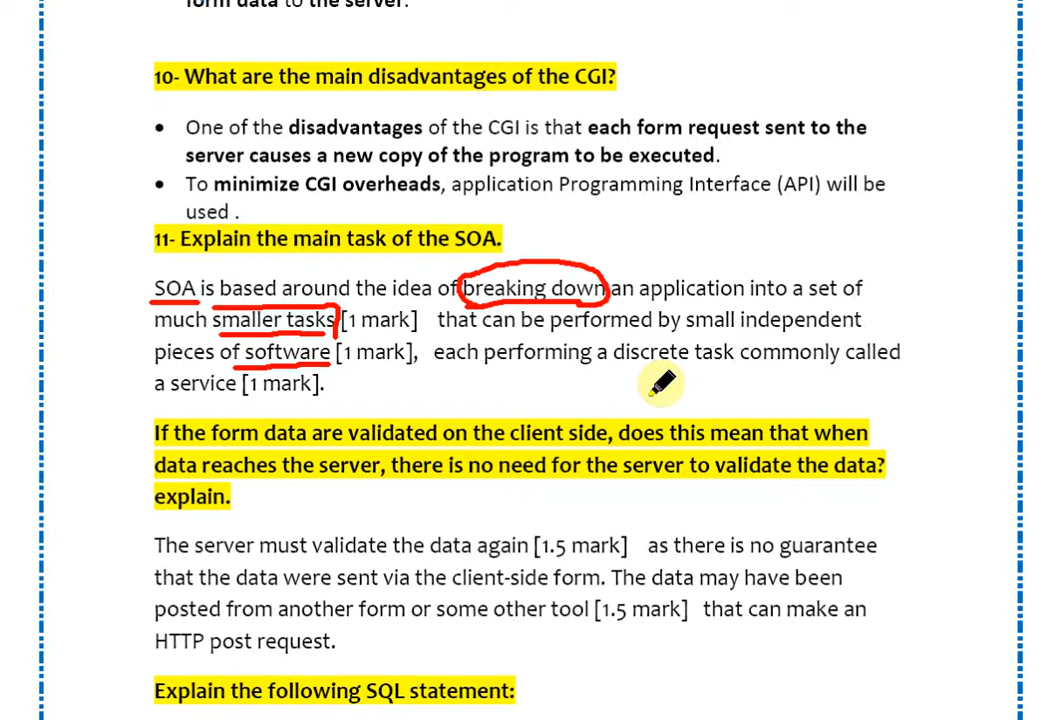 form data to the server.
10- What are the main disadvantages of the CGI?
• One of the disadvantages of the CGI is that each form request sent to the
server causes a new copy of the program to be executed.
• To minimize CGI overheads, application Programming Interface (API) will be
used .
11- Explain the main task of the SOA.
SOA is based around the idea of breaking down an application into a set of
much smaller tasks [1 mark] that can be performed by small independent
pieces of software [1 mark], each performing a discrete task commonly called
a service [1 mark].
If the form data are validated on the client side, does this mean that when
data reaches the server, there is no need for the server to validate the data?
explain.
The server must validate the data again [1.5 mark] as there is no guarantee
that the data were sent via the client-side form. The data may have been
posted from another form or some other tool [1.5 mark] that can make an
HTTP post request.
Explain the following SQL statement: